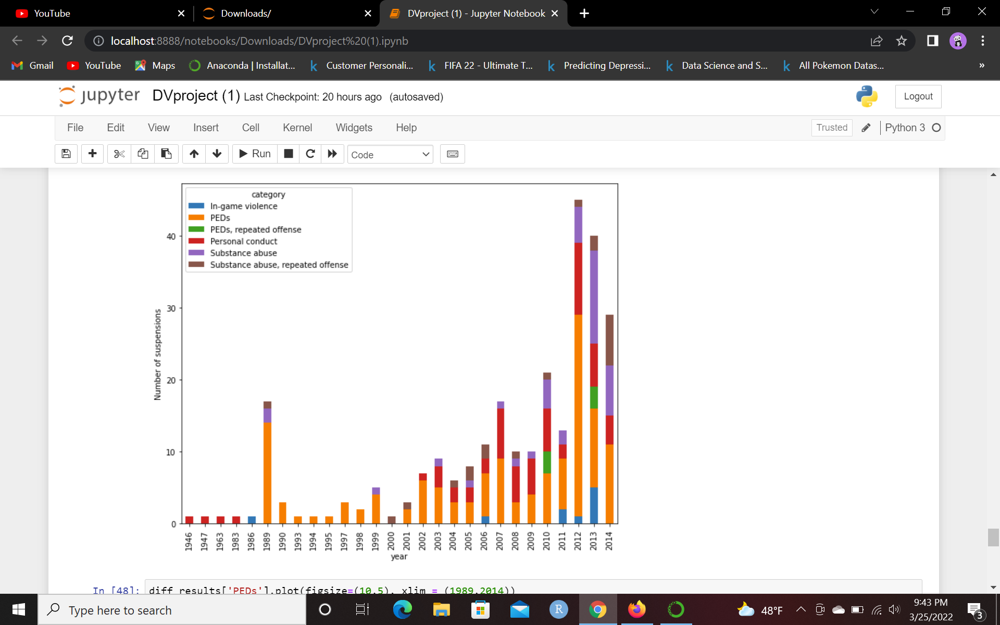 YouTube
Downloads/
DVproject (1) - Jupyter Notebook
localhost:8888/notebooks/Downloads/DVproject%20(1).ipynb
Gmail YouTube Maps Anaconda | Installat... Customer Personali... FIFA 22 - Ultimate T... Predicting Depressi... Data Science and S... All Pokemon Datas... »
jupyter DVproject (1) Last Checkpoint: 20 hours ago (autosaved) Logout
File Edit View Insert Cell Kernel Widgets Help Trusted Python 3
Run Code
category
In-game violence
PEDs
PEDs, repeated offense
Personal conduct
Substance abuse
Substance abuse, repeated offense
Number of suspensions
40
30
20
10
0
1946 1947 1963 1983 1986 1989 1990 1993 1994 1995 1997 1998 1999 2000 2001 2002 2003 2004 2005 2006 2007 2008 2009 2010 2011 2012 2013 2014
year
In [48]: diff_results['PEDs'].plot(figsize=(10,5), xlim = (1989,2014))
Type here to search
R
48°F
9:43 PM
3/25/2022
3